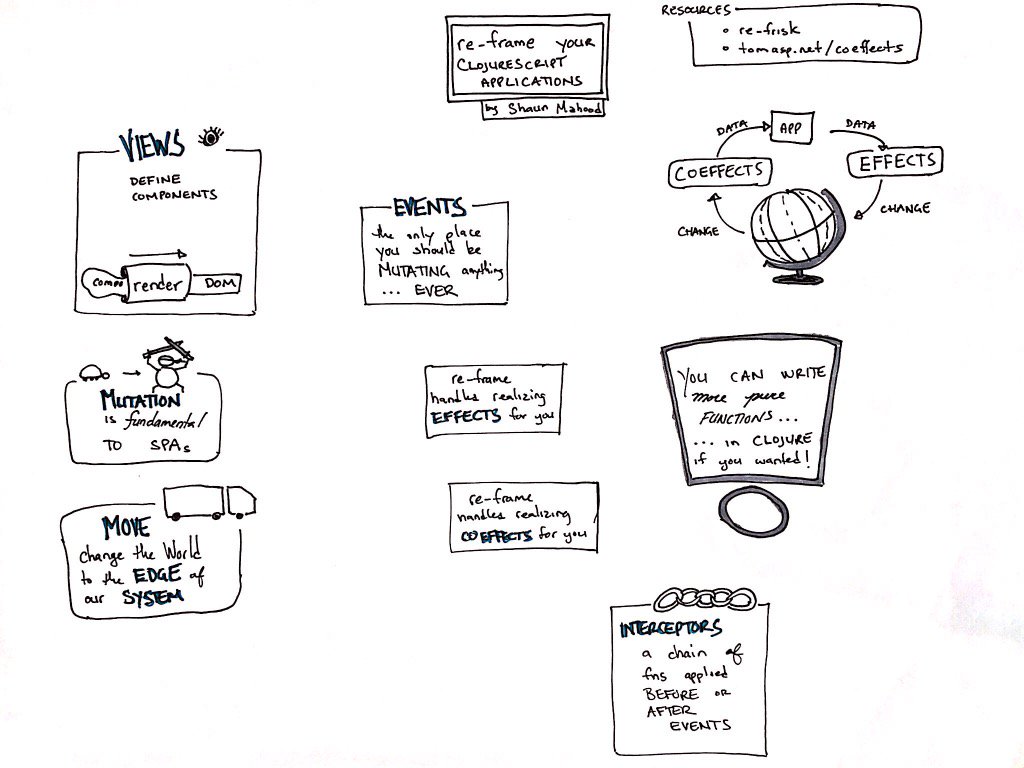 re-frame your
CLOJURESCRIPT
APPLICATIONS
by Shaun Mahood
RESOURCES
• re-frisk
• tomasp.net/coeffects
VIEWS
DEFINE
COMPONENTS
compo
render
DOM
EVENTS
the only place
you should be
MUTATING anything
... EVER
DATA
APP
DATA
COEFFECTS
EFFECTS
CHANGE
CHANGE
MUTATION
is fundamental
TO SPAs
re-frame
handles realizing
EFFECTS for you
YOU CAN WRITE
more pure
FUNCTIONS...
... in CLOJURE
if you wanted!
MOVE
change the World
to the EDGE of
our SYSTEM
re-frame
handles realizing
COEFFECTS for you
INTERCEPTORS
a chain of
fns applied
BEFORE or
AFTER
EVENTS